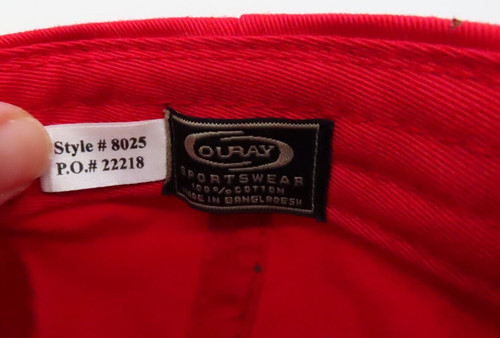 Style # 8025
P.O.# 22218
OURAY
SPORTSWEAR
100% COTTON
MADE IN BANGLADESH